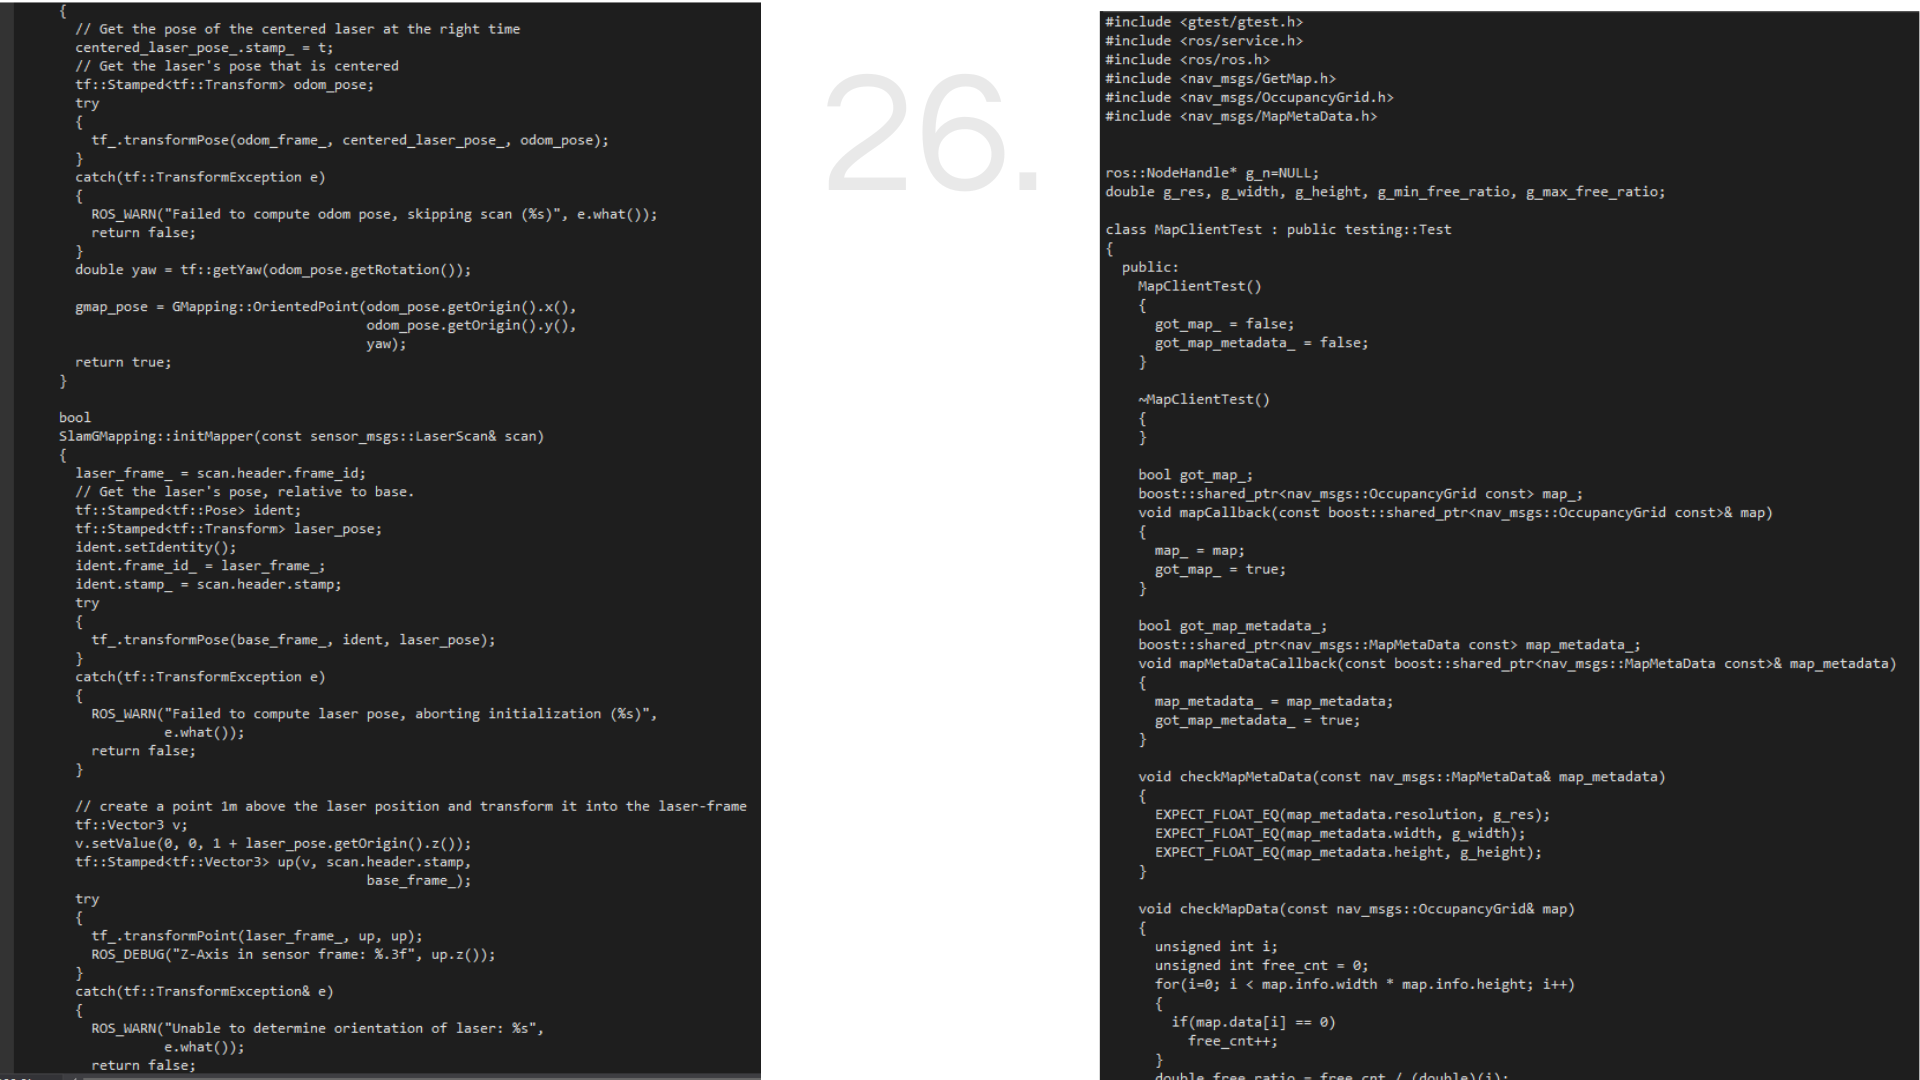 {
// Get the pose of the centered laser at the right time
centered_laser_pose_.stamp_ = t;
// Get the laser's pose that is centered
tf::Stamped<tf::Transform> odom_pose;
try
{
tf_.transformPose(odom_frame_, centered_laser_pose_, odom_pose);
}
catch(tf::TransformException e)
{
ROS_WARN("Failed to compute odom pose, skipping scan (%s)", e.what());
return false;
}
double yaw = tf::getYaw(odom_pose.getRotation());
gmap_pose = GMapping::OrientedPoint(odom_pose.getOrigin().x(),
odom_pose.getOrigin().y(),
yaw);
return true;
}
bool
SlamGMapping::initMapper(const sensor_msgs::LaserScan& scan)
{
laser_frame_ = scan.header.frame_id;
// Get the laser's pose, relative to base.
tf::Stamped<tf::Pose> ident;
tf::Stamped<tf::Transform> laser_pose;
ident.setIdentity();
ident.frame_id_ = laser_frame_;
ident.stamp_ = scan.header.stamp;
try
{
tf_.transformPose(base_frame_, ident, laser_pose);
}
catch(tf::TransformException e)
{
ROS_WARN("Failed to compute laser pose, aborting initialization (%s)",
e.what());
return false;
}
// create a point 1m above the laser position and transform it into the laser-frame
tf::Vector3 v;
v.setValue(0, 0, 1 + laser_pose.getOrigin().z());
tf::Stamped<tf::Vector3> up(v, scan.header.stamp,
base_frame_);
try
{
tf_.transformPoint(laser_frame_, up, up);
ROS_DEBUG("Z-Axis in sensor frame: %.3f", up.z());
}
catch(tf::TransformException& e)
{
ROS_WARN("Unable to determine orientation of laser: %s",
e.what());
return false;
26.
#include <gtest/gtest.h>
#include <ros/service.h>
#include <ros/ros.h>
#include <nav_msgs/GetMap.h>
#include <nav_msgs/OccupancyGrid.h>
#include <nav_msgs/MapMetaData.h>
ros::NodeHandle* g_n=NULL;
double g_res, g_width, g_height, g_min_free_ratio, g_max_free_ratio;
class MapClientTest : public testing::Test
{
public:
MapClientTest()
{
got_map_ = false;
got_map_metadata_ = false;
}
~MapClientTest()
{
}
bool got_map_;
boost::shared_ptr<nav_msgs::OccupancyGrid const> map_;
void mapCallback(const boost::shared_ptr<nav_msgs::OccupancyGrid const>& map)
{
map_ = map;
got_map_ = true;
}
bool got_map_metadata_;
boost::shared_ptr<nav_msgs::MapMetaData const> map_metadata_;
void mapMetaDataCallback(const boost::shared_ptr<nav_msgs::MapMetaData const>& map_metadata)
{
map_metadata_ = map_metadata;
got_map_metadata_ = true;
}
void checkMapMetaData(const nav_msgs::MapMetaData& map_metadata)
{
EXPECT_FLOAT_EQ(map_metadata.resolution, g_res);
EXPECT_FLOAT_EQ(map_metadata.width, g_width);
EXPECT_FLOAT_EQ(map_metadata.height, g_height);
}
void checkMapData(const nav_msgs::OccupancyGrid& map)
{
unsigned int i;
unsigned int free_cnt = 0;
for(i=0; i < map.info.width * map.info.height; i++)
{
if(map.data[i] == 0)
free_cnt++;
}
double free_ratio = free_cnt / (double)(i);